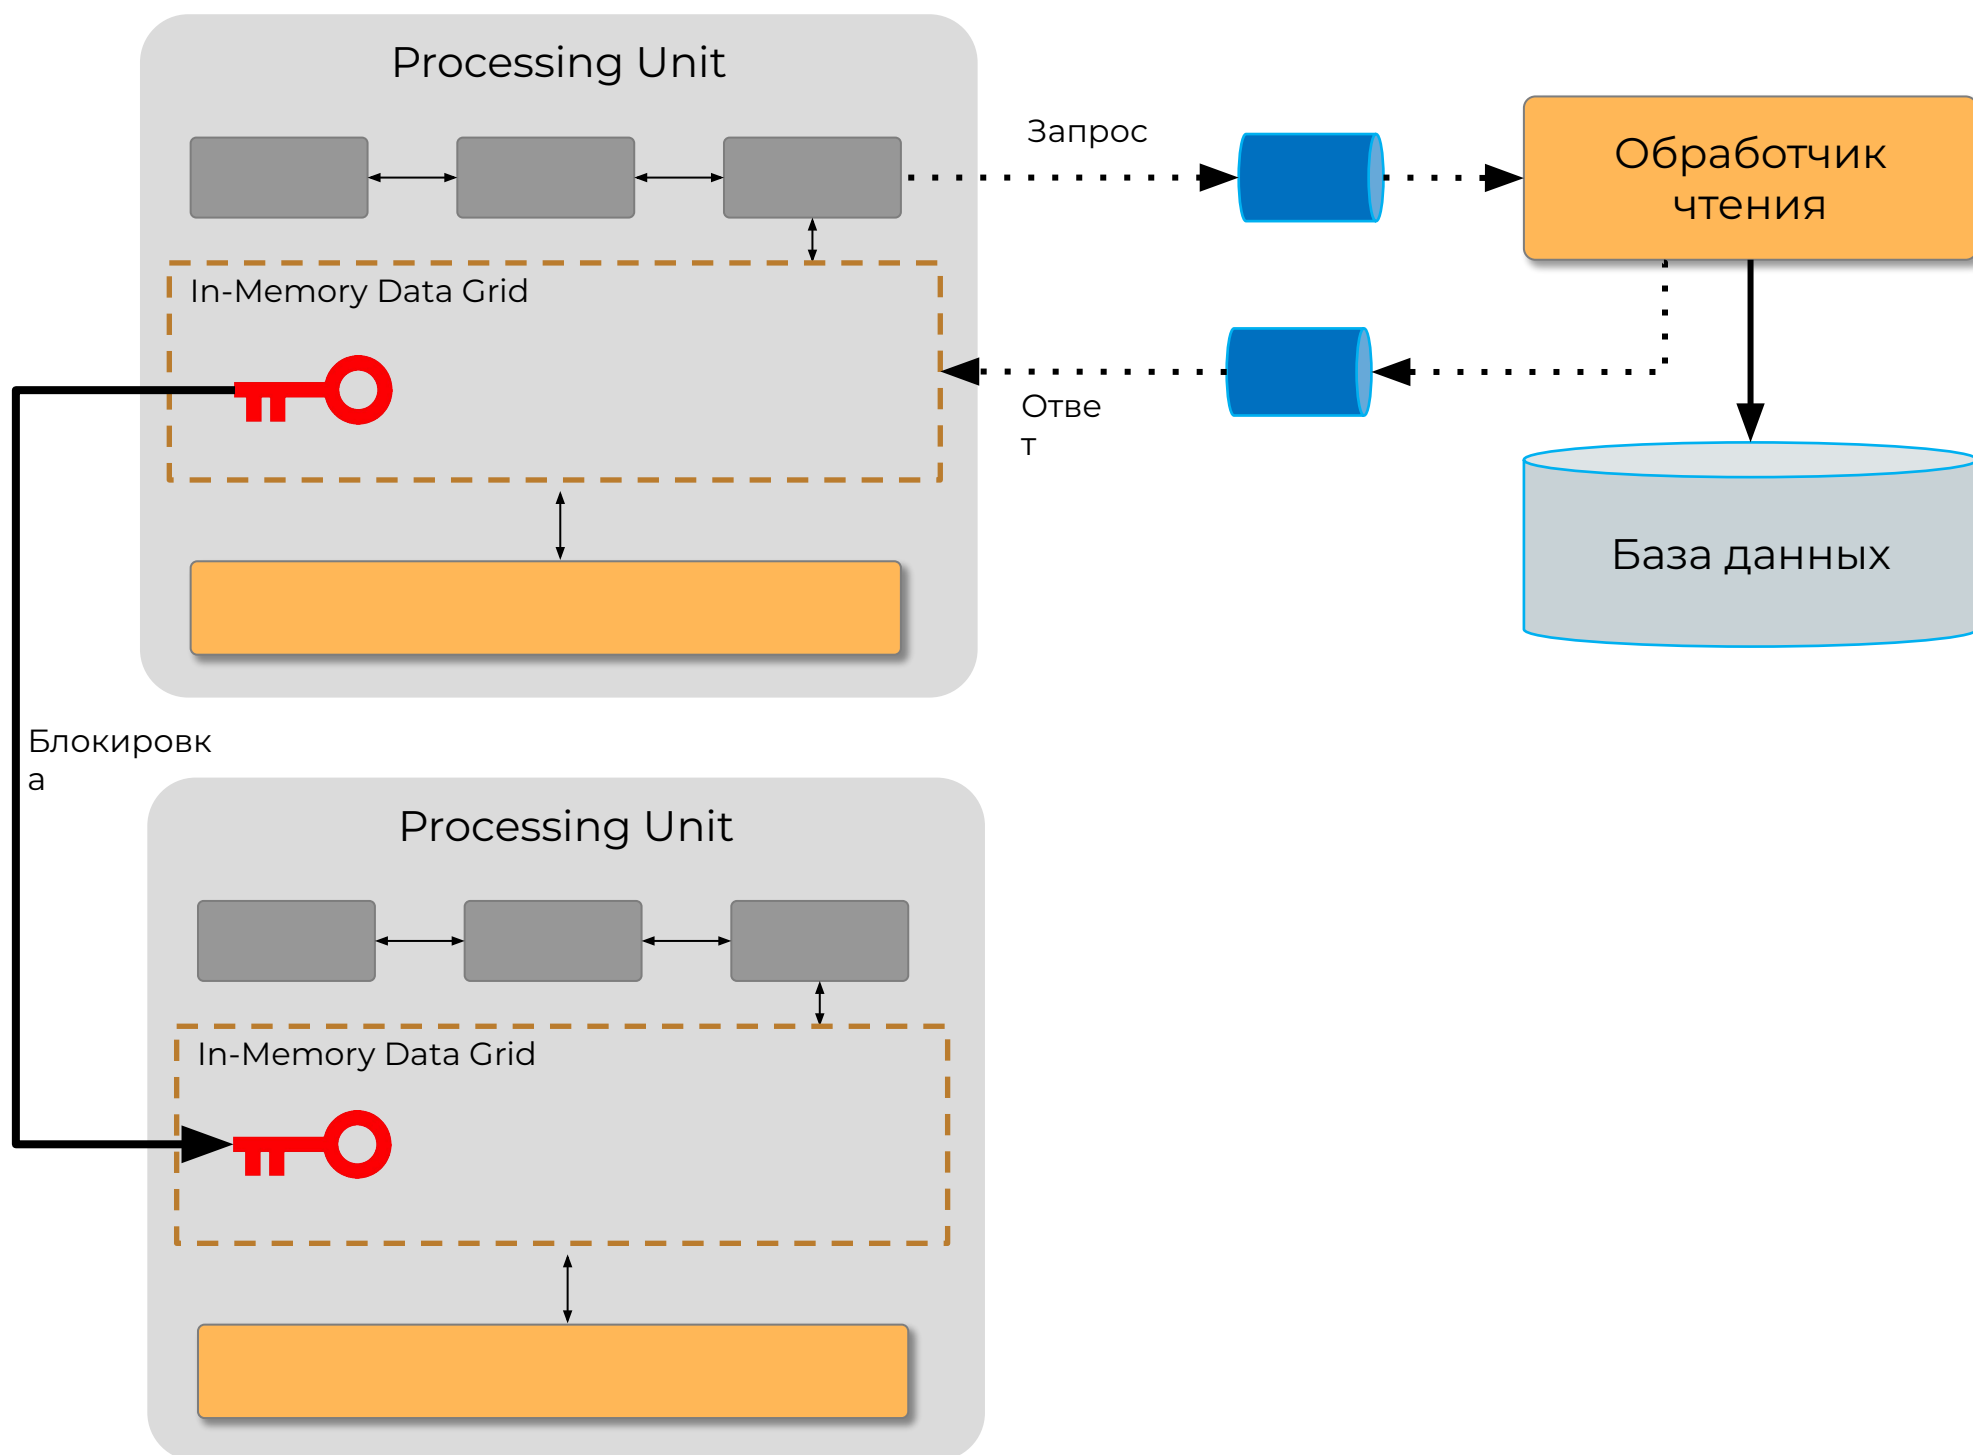 Processing Unit
Запрос
Обработчик
чтения
In-Memory Data Grid
Отве
т
База данных
Блокировк
а
Processing Unit
In-Memory Data Grid